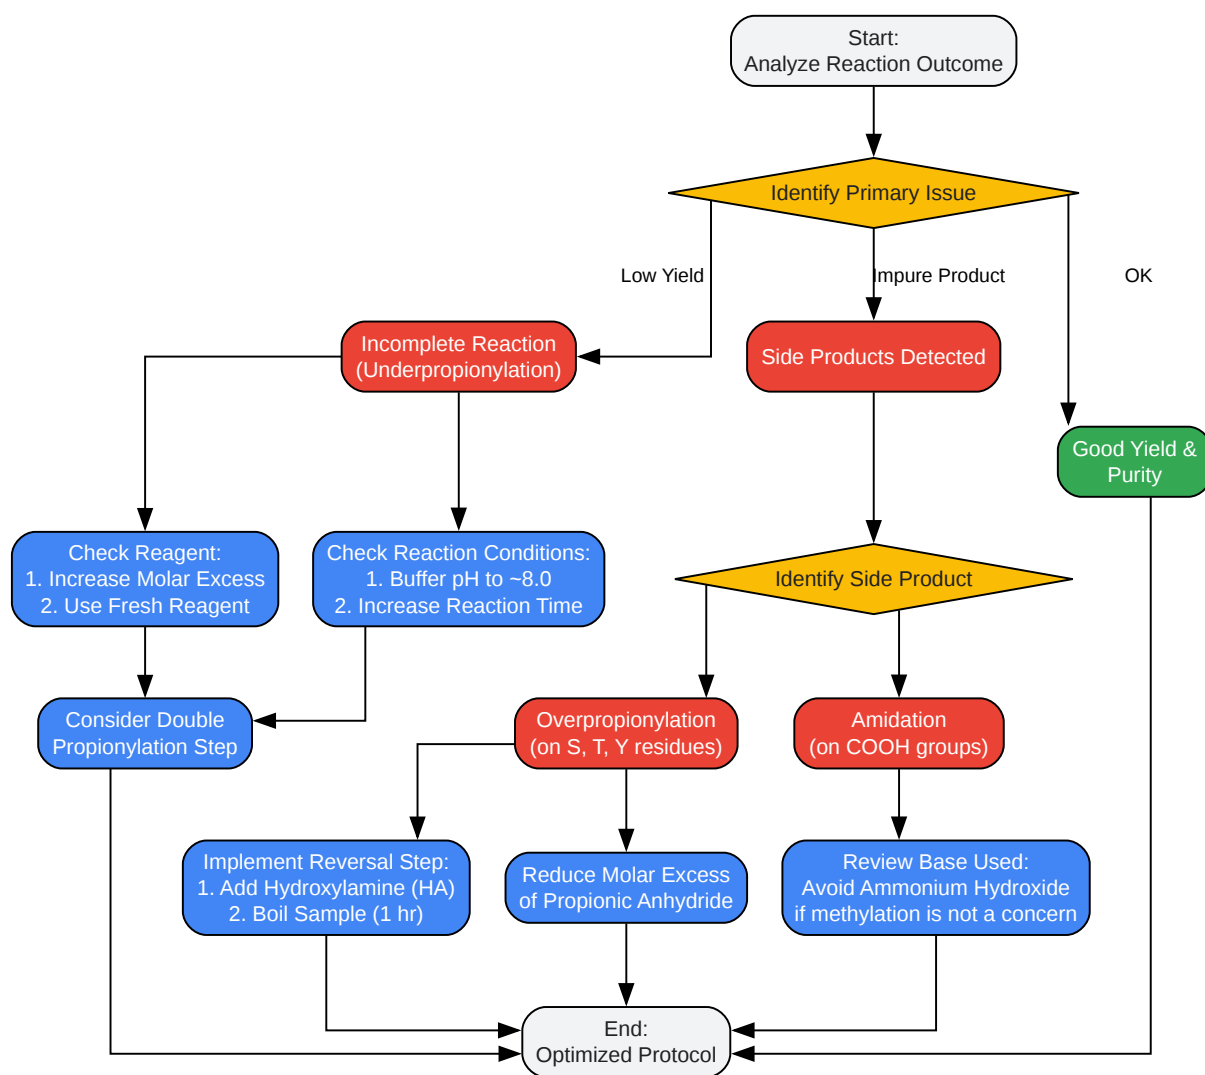 Start:
Analyze Reaction Outcome
Identify Primary Issue
Low Yield
Impure Product
OK
Incomplete Reaction
(Underpropionylation)
Side Products Detected
Good Yield &
Purity
Check Reagent:
1. Increase Molar Excess
2. Use Fresh Reagent
Check Reaction Conditions:
1. Buffer pH to ~8.0
2. Increase Reaction Time
Identify Side Product
Consider Double
Propionylation Step
Overpropionylation
(on S, T, Y residues)
Amidation
(on COOH groups)
Implement Reversal Step:
1. Add Hydroxylamine (HA)
2. Boil Sample (1 hr)
Reduce Molar Excess
of Propionic Anhydride
Review Base Used:
Avoid Ammonium Hydroxide
if methylation is not a concern
End:
Optimized Protocol